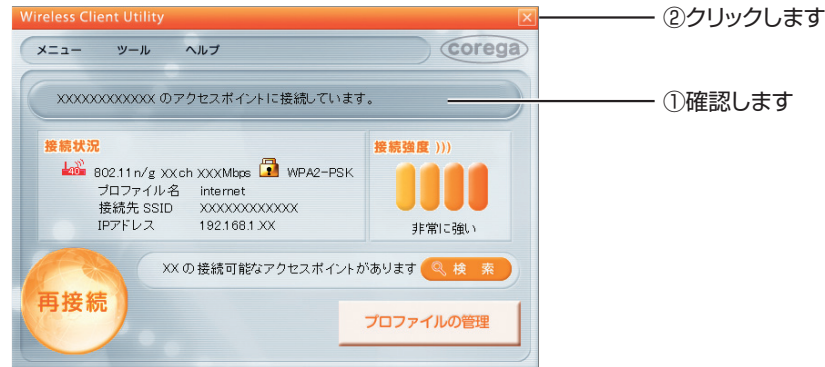 Wireless Client Utility
②クリックします
メニュー ツール ヘルプ
corega
XXXXXXXXXXXX のアクセスポイントに接続しています。
①確認します
接続状況
接続強度 )))
40 802.11n/g XXch XXXMbps WPA2-PSK
プロファイル名 internet
接続先 SSID XXXXXXXXXXXX
IPアドレス 192.168.1.XX
非常に強い
XX の接続可能なアクセスポイントがあります 検 索
再接続
プロファイルの管理